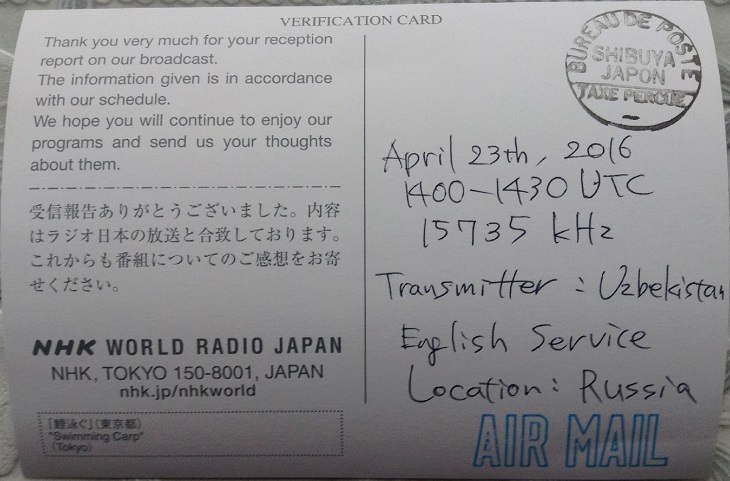 VERIFICATION CARD
Thank you very much for your reception
report on our broadcast.
The information given is in accordance
with our schedule.
We hope you will continue to enjoy our
programs and send us your thoughts
about them.
受信報告ありがとうございました。内容
はラジオ日本の放送と合致しております。
これからも番組についてのご感想をお寄
せください。
NHK WORLD RADIO JAPAN
NHK, TOKYO 150-8001, JAPAN
nhk.jp/nhkworld
「鯉泳ぐ」(東京都)
"Swimming Carp"
(Tokyo)
BUREAU DE POSTE
SHIBUYA
JAPON
TAXE PERCUE
April 23th, 2016
1400-1430 UTC
15735 kHz
Transmitter : Uzbekistan
English Service
Location : Russia
AIR MAIL